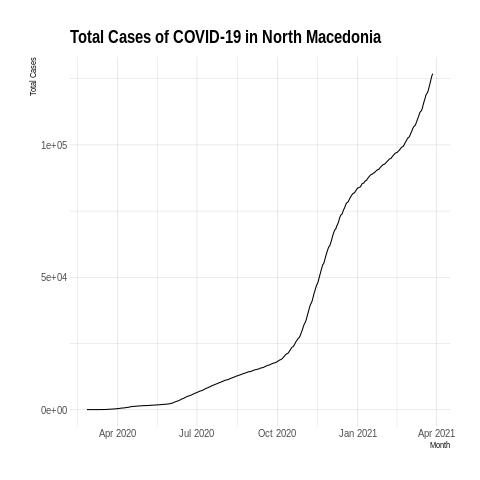 Total Cases of COVID-19 in North Macedonia
Total Cases
1e+05
5e+04
0e+00
Apr 2020 Jul 2020 Oct 2020 Jan 2021 Apr 2021
Month